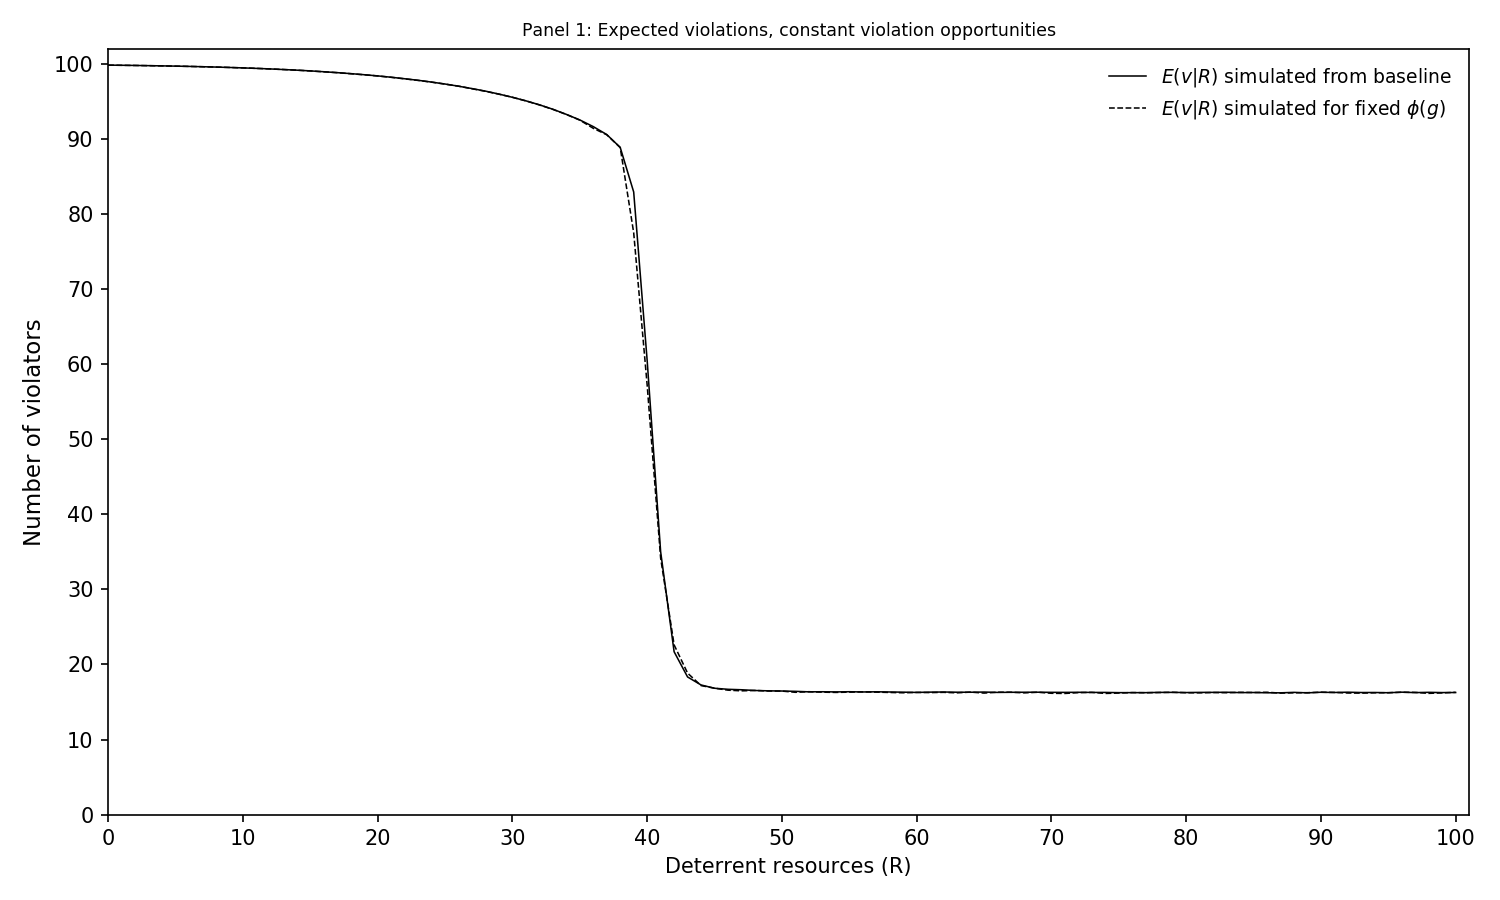 Panel 1: Expected violations, constant violation opportunities
E(v|R) simulated from baseline
E(v|R) simulated for fixed ϕ(g)
Number of violators
100
90
80
70
60
50
40
30
20
10
0
0 10 20 30 40 50 60 70 80 90 100
Deterrent resources (R)